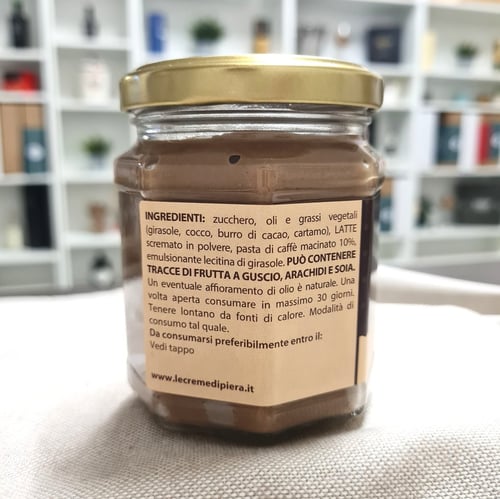 INGREDIENTI: zucchero, oli e grassi vegetali
(girasole, cocco, burro di cacao, cartamo), LATTE
scremato in polvere, pasta di caffè macinato 10%,
emulsionante lecitina di girasole. PUÒ CONTENERE
TRACCE DI FRUTTA A GUSCIO, ARACHIDI E SOIA.
Un eventuale affioramento di olio è naturale. Una
volta aperta consumare in massimo 30 giorni.
Tenere lontano da fonti di calore. Modalità di
consumo tal quale.
Da consumarsi preferibilmente entro il:
Vedi tappo
www.lecremedipiera.it